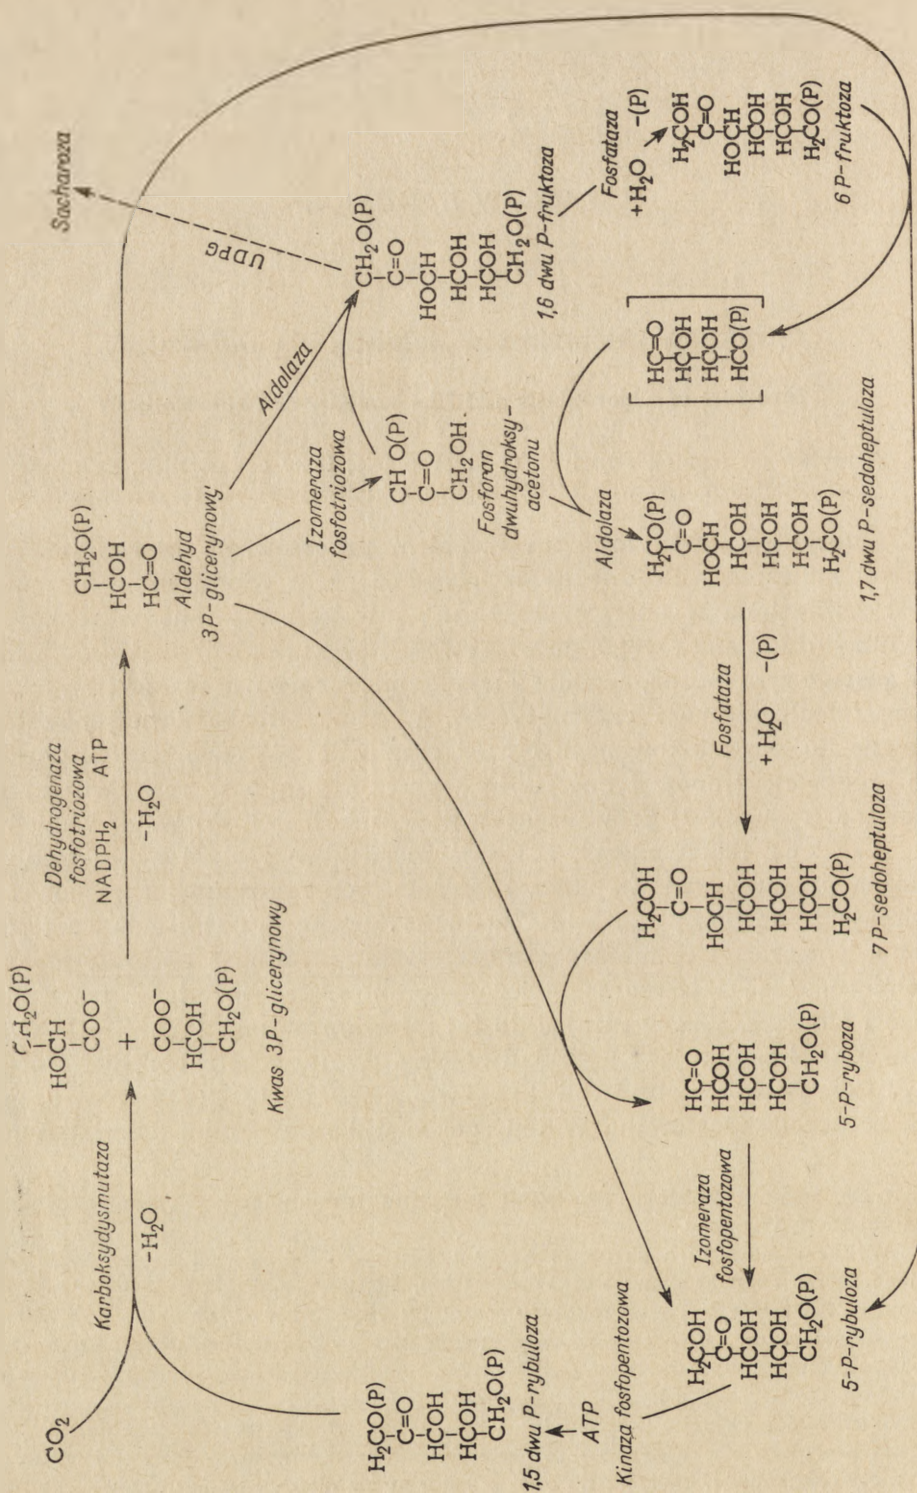 CO₂
Karboksydysmutaza
–H₂O
H₂CO(P)
C=O
HCOH
HCOH
CH₂O(P)
1,5 dwu P-rybuloza
ATP
Kinaza fosfopentozowa
CH₂O(P)
HOCH
COO⁻
+
COO⁻
HCOH
CH₂O(P)
Kwas 3P-glicerynowy
Dehydrogenaza
fosfotriozowa
NADPH₂ ATP
–H₂O
CH₂O(P)
HCOH
HC=O
Aldehyd
3P-glicerynowy
Sacharoza
UDPG
Aldolaza
Izomeraza
fosfotriozowa
CH O(P)
C=O
CH₂OH.
Fosforan
dwuhydroksy–
acetonu
CH₂O(P)
C=O
HOCH
HCOH
HCOH
CH₂O(P)
1,6 dwu P-fruktoza
Fosfataza
+H₂O –(P)
H₂COH
C=O
HOCH
HCOH
HCOH
H₂CO(P)
6P-fruktoza
HC=O
HCOH
HCOH
HCO(P)
Aldolaza
H₂CO(P)
C=O
HOCH
HCOH
HCOH
HCOH
H₂CO(P)
1,7 dwu P-sedoheptuloza
Fosfataza
+H₂O –(P)
H₂COH
C=O
HOCH
HCOH
HCOH
HCOH
H₂CO(P)
7P-sedoheptuloza
HC=O
HCOH
HCOH
HCOH
CH₂O(P)
5-P-ryboza
Izomeraza
fosfopentozowa
H₂COH
C=O
HCOH
HCOH
CH₂O(P)
5-P-rybuloza